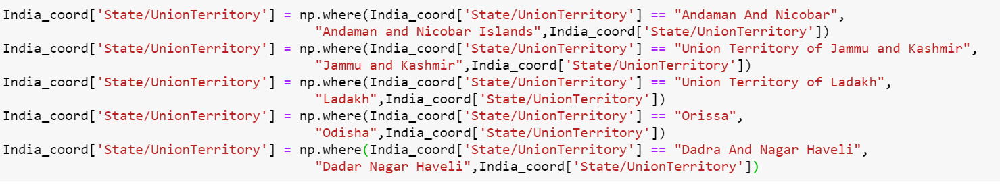 India_coord['State/UnionTerritory'] = np.where(India_coord['State/UnionTerritory'] == "Andaman And Nicobar",
"Andaman and Nicobar Islands",India_coord['State/UnionTerritory'])
India_coord['State/UnionTerritory'] = np.where(India_coord['State/UnionTerritory'] == "Union Territory of Jammu and Kashmir",
"Jammu and Kashmir",India_coord['State/UnionTerritory'])
India_coord['State/UnionTerritory'] = np.where(India_coord['State/UnionTerritory'] == "Union Territory of Ladakh",
"Ladakh",India_coord['State/UnionTerritory'])
India_coord['State/UnionTerritory'] = np.where(India_coord['State/UnionTerritory'] == "Orissa",
"Odisha",India_coord['State/UnionTerritory'])
India_coord['State/UnionTerritory'] = np.where(India_coord['State/UnionTerritory'] == "Dadra And Nagar Haveli",
"Dadar Nagar Haveli",India_coord['State/UnionTerritory'])